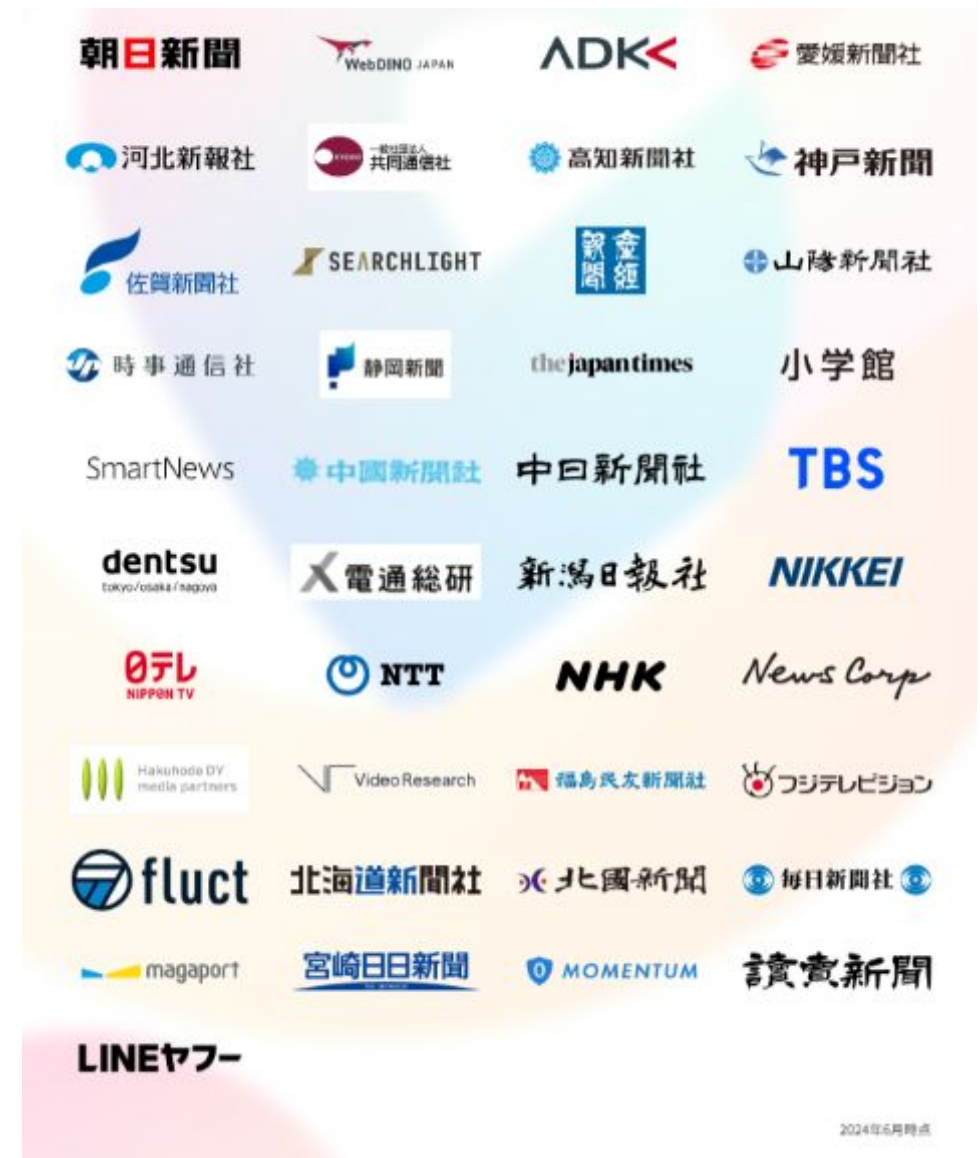 朝日新聞
WebDINO JAPAN
ADK
愛媛新聞社
河北新報社
KYODO
一般社団法人
共同通信社
高知新聞社
神戸新聞
佐賀新聞社
SEARCHLIGHT
産經
新聞
山陽新聞社
時事通信社
静岡新聞
the japan times
小学館
SmartNews
中國新聞社
中日新聞社
TBS
dentsu
tokyo/osaka/nagoya
電通総研
新潟日報社
NIKKEI
日テレ
NIPPON TV
NTT
NHK
News Corp
Hakuhodo DY
media partners
Video Research
福島民友新聞社
フジテレビジョン
fluct
北海道新聞社
北國新聞
毎日新聞社
magaport
宮崎日日新聞
MOMENTUM
讀賣新聞
LINEヤフー
2024年6月時点